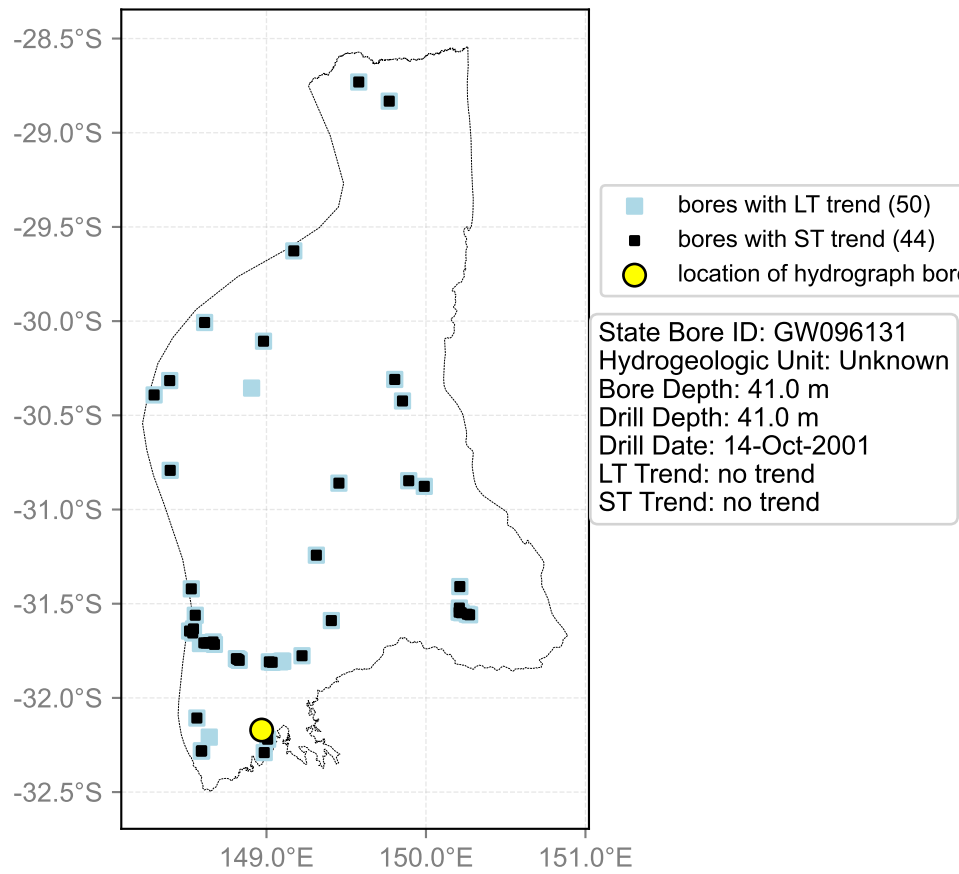 -28.5°S
-29.0°S
-29.5°S
-30.0°S
-30.5°S
-31.0°S
-31.5°S
-32.0°S
-32.5°S
149.0°E
150.0°E
151.0°E
bores with LT trend (50)
bores with ST trend (44)
location of hydrograph bore
State Bore ID: GW096131
Hydrogeologic Unit: Unknown
Bore Depth: 41.0 m
Drill Depth: 41.0 m
Drill Date: 14-Oct-2001
LT Trend: no trend
ST Trend: no trend